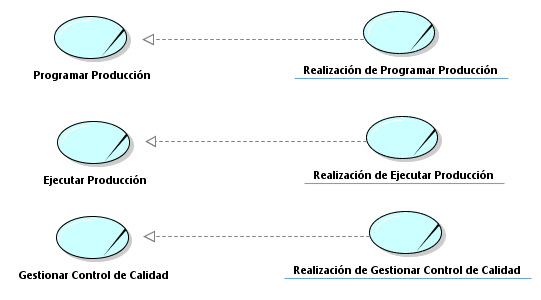 Programar Producción
Realización de Programar Producción
Ejecutar Producción
Realización de Ejecutar Producción
Gestionar Control de Calidad
Realización de Gestionar Control de Calidad